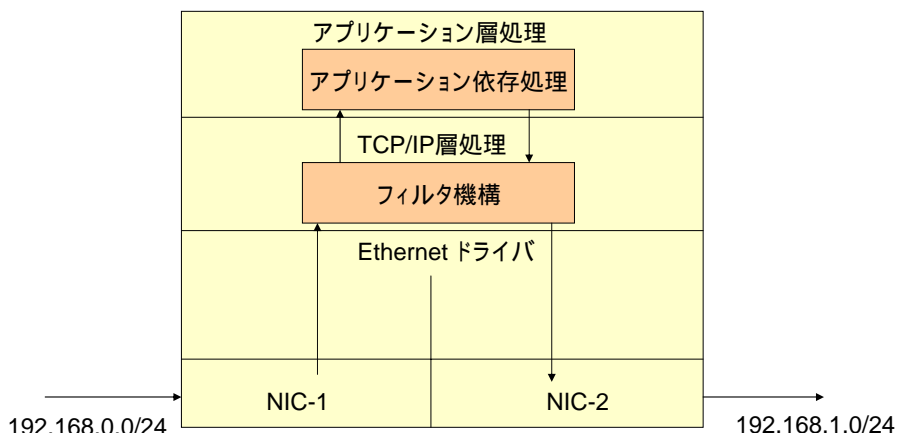 アプリケーション層処理
アプリケーション依存処理
TCP/IP層処理
フィルタ機構
Ethernet ドライバ
NIC-1
NIC-2
192.168.0.0/24
192.168.1.0/24